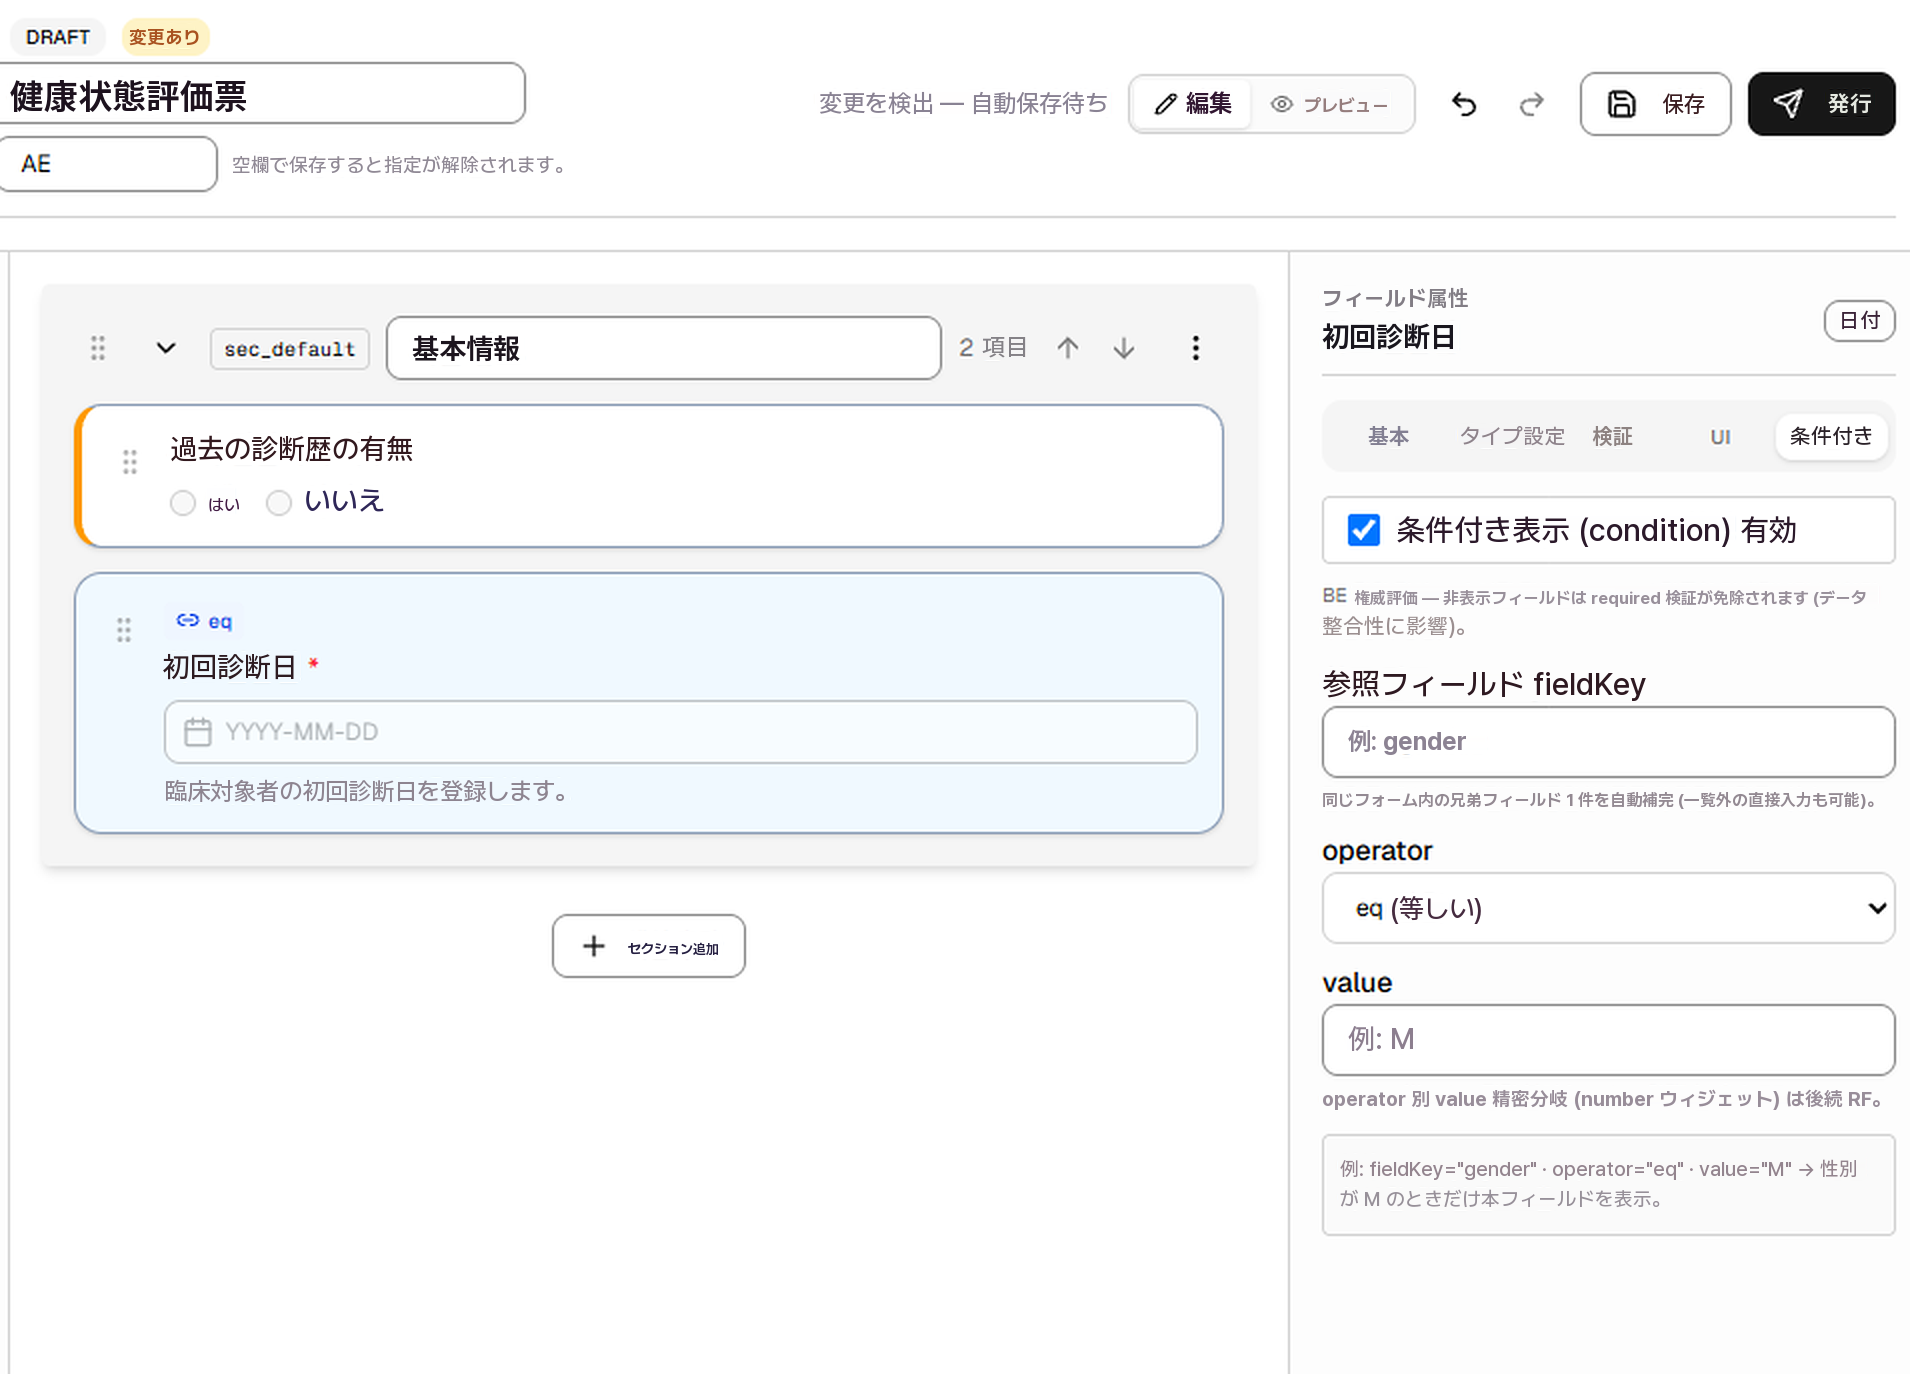 DRAFT 変更あり
健康状態評価票
変更を検出 — 自動保存待ち 編集 プレビュー 保存 発行
AE 空欄で保存すると指定が解除されます。
sec_default 基本情報 2 項目
過去の診断歴の有無
はい いいえ
eq
初回診断日 *
YYYY-MM-DD
臨床対象者の初回診断日を登録します。
セクション追加
フィールド属性
初回診断日 日付
基本 タイプ設定 検証 UI 条件付き
条件付き表示 (condition) 有効
BE 権威評価 — 非表示フィールドは required 検証が免除されます (データ
整合性に影響)。
参照フィールド fieldKey
例: gender
同じフォーム内の兄弟フィールド 1 件を自動補完 (一覧外の直接入力も可能)。
operator
eq (等しい)
value
例: M
operator 別 value 精密分岐 (number ウィジェット) は後続 RF。
例: fieldKey="gender" · operator="eq" · value="M" → 性別
が M のときだけ本フィールドを表示。